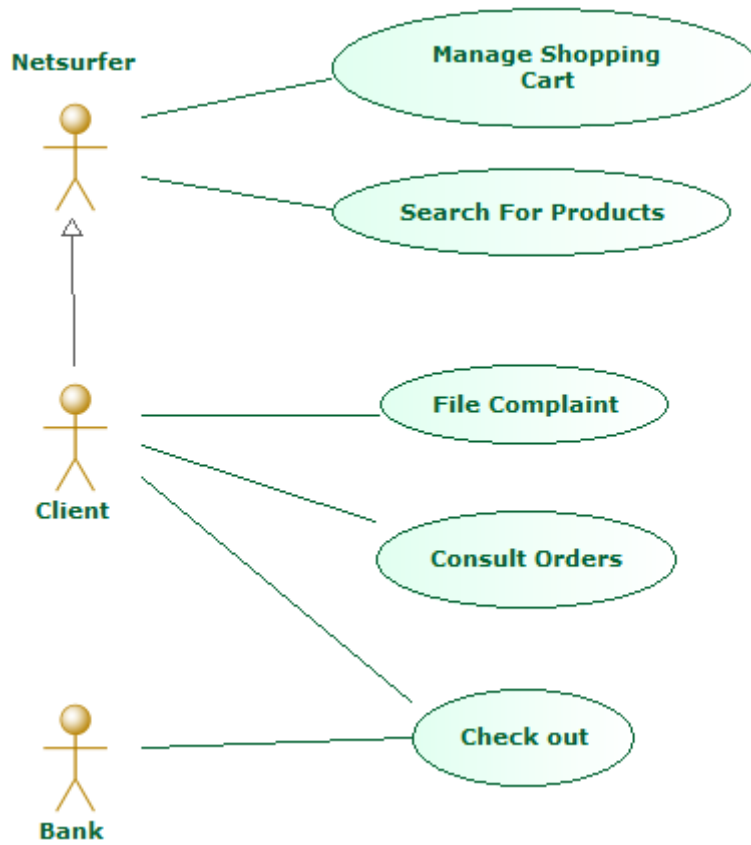 Netsurfer
Manage Shopping
Cart
Search For Products
File Complaint
Client
Consult Orders
Check out
Bank